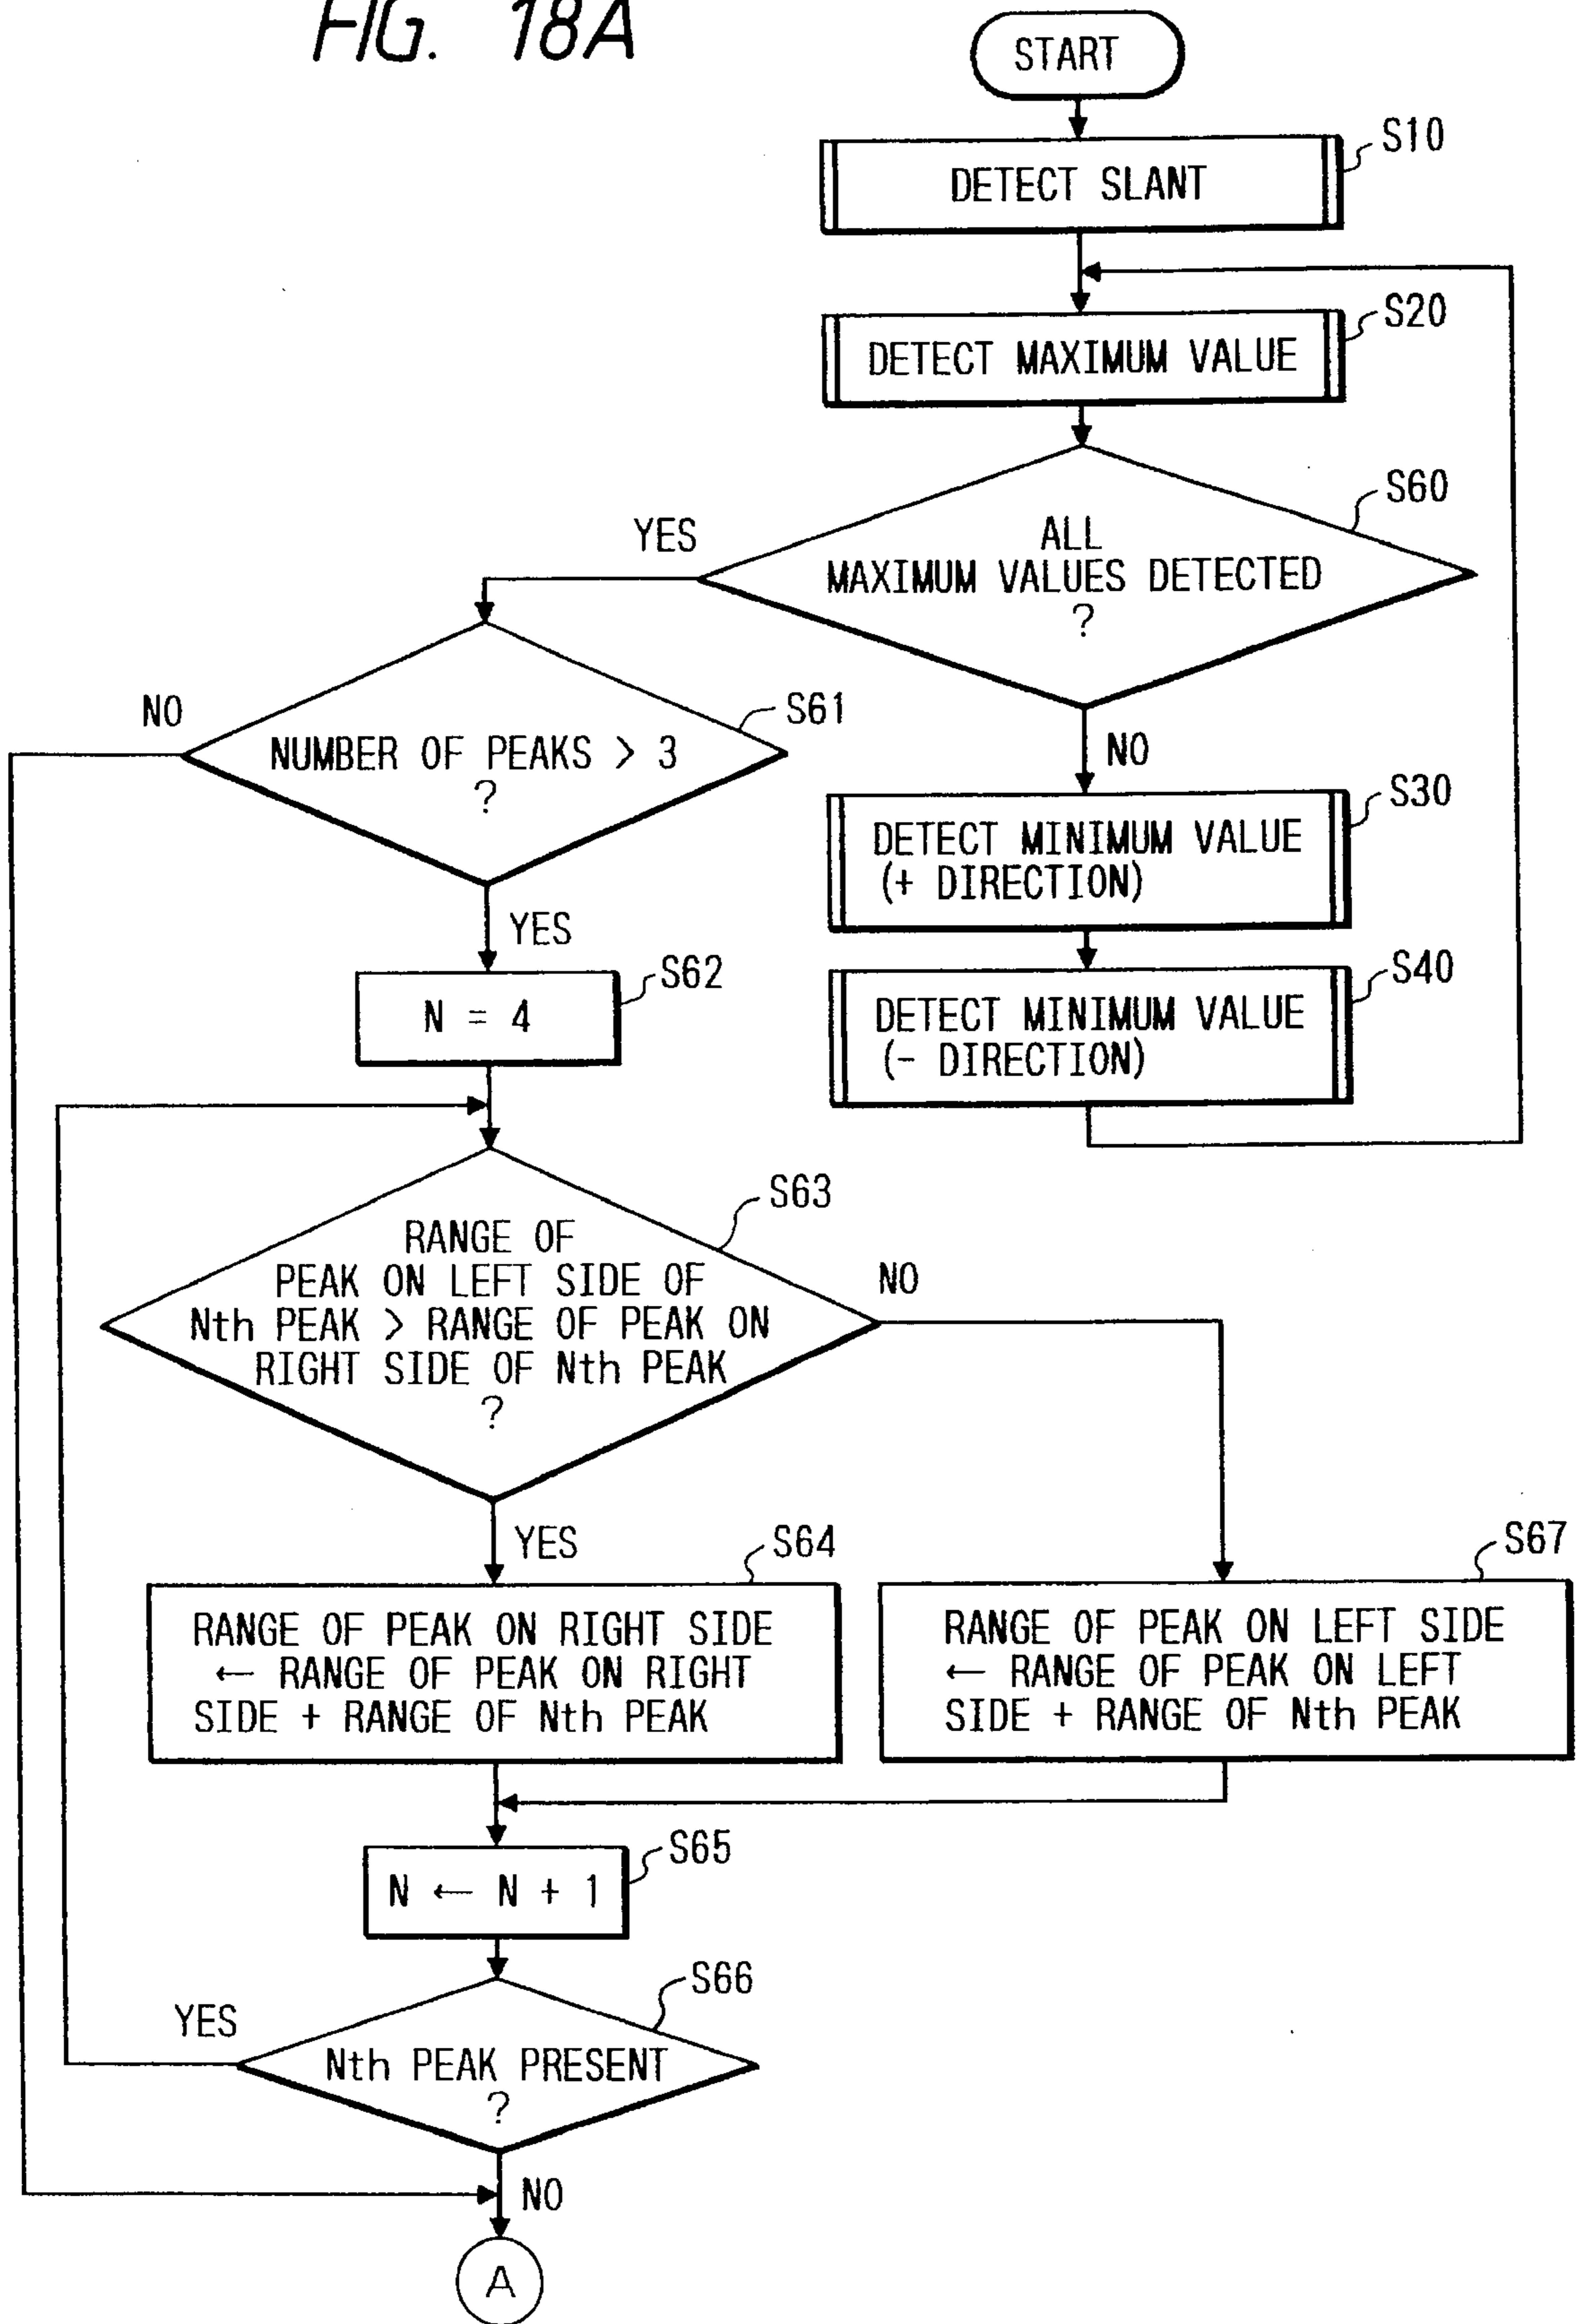 FIG. 18A
START
S10
DETECT SLANT
S20
DETECT MAXIMUM VALUE
S60
YES
ALL
MAXIMUM VALUES DETECTED
?
NO
S61
NUMBER OF PEAKS > 3
?
NO
S30
DETECT MINIMUM VALUE
(+ DIRECTION)
YES
S62
N = 4
S40
DETECT MINIMUM VALUE
(- DIRECTION)
S63
RANGE OF
PEAK ON LEFT SIDE OF
Nth PEAK > RANGE OF PEAK ON
RIGHT SIDE OF Nth PEAK
?
NO
YES
S64
RANGE OF PEAK ON RIGHT SIDE
← RANGE OF PEAK ON RIGHT
SIDE + RANGE OF Nth PEAK
S67
RANGE OF PEAK ON LEFT SIDE
← RANGE OF PEAK ON LEFT
SIDE + RANGE OF Nth PEAK
S65
N ← N + 1
S66
YES
Nth PEAK PRESENT
?
NO
A